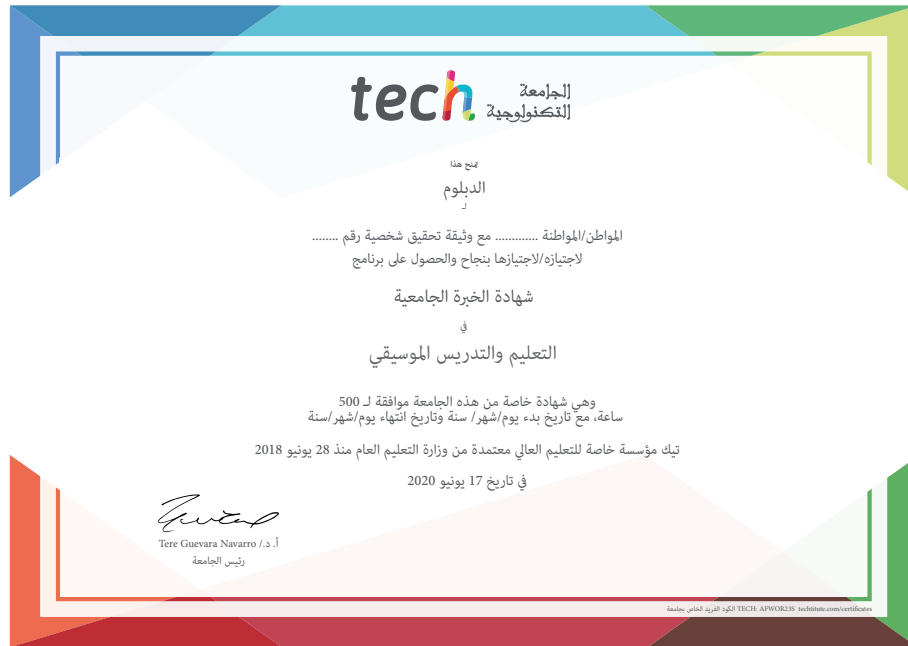 tech الجامعة
التكنولوجية
يمنح هذا
الدبلوم
لـ
المواطن/المواطنة ............. مع وثيقة تحقيق شخصية رقم ........
لاجتيازه/لاجتيازها بنجاح والحصول على برنامج
شهادة الخبرة الجامعية
في
التعليم والتدريس الموسيقي
وهي شهادة خاصة من هذه الجامعة موافقة لـ 500
ساعة، مع تاريخ بدء يوم/شهر/ سنة وتاريخ انتهاء يوم/شهر/سنة
تيك مؤسسة خاصة للتعليم العالي معتمدة من وزارة التعليم العام منذ 28 يونيو 2018
في تاريخ 17 يونيو 2020
أ. د./ Tere Guevara Navarro
رئيس الجامعة
الكود الفريد الخاص بجامعة TECH: AFWOR23S techtitute.com/certificates